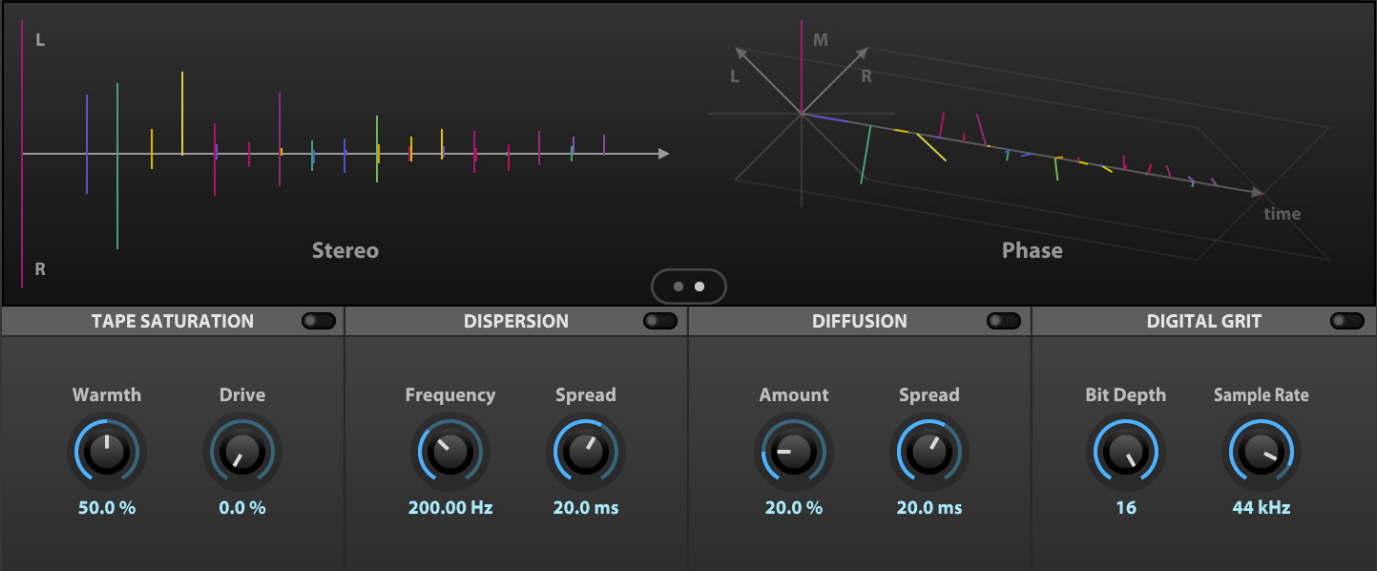 L
R
Stereo
M
L
R
time
Phase
TAPE SATURATION
DISPERSION
DIFFUSION
DIGITAL GRIT
Warmth
Drive
Frequency
Spread
Amount
Spread
Bit Depth
Sample Rate
50.0 %
0.0 %
200.00 Hz
20.0 ms
20.0 %
20.0 ms
16
44 kHz